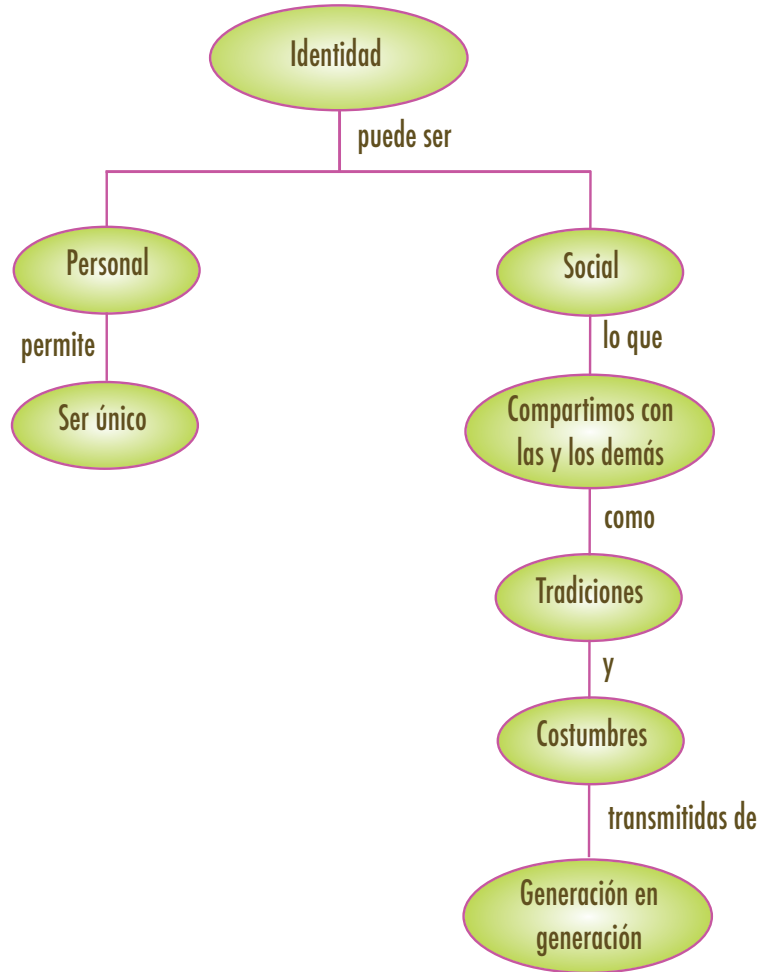 Identidad
puede ser
Personal
permite
Ser único
Social
lo que
Compartimos con
las y los demás
como
Tradiciones
y
Costumbres
transmitidas de
Generación en
generación